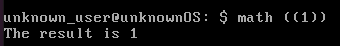 unknown_user@unknownOS: $ math ((1))
The result is 1